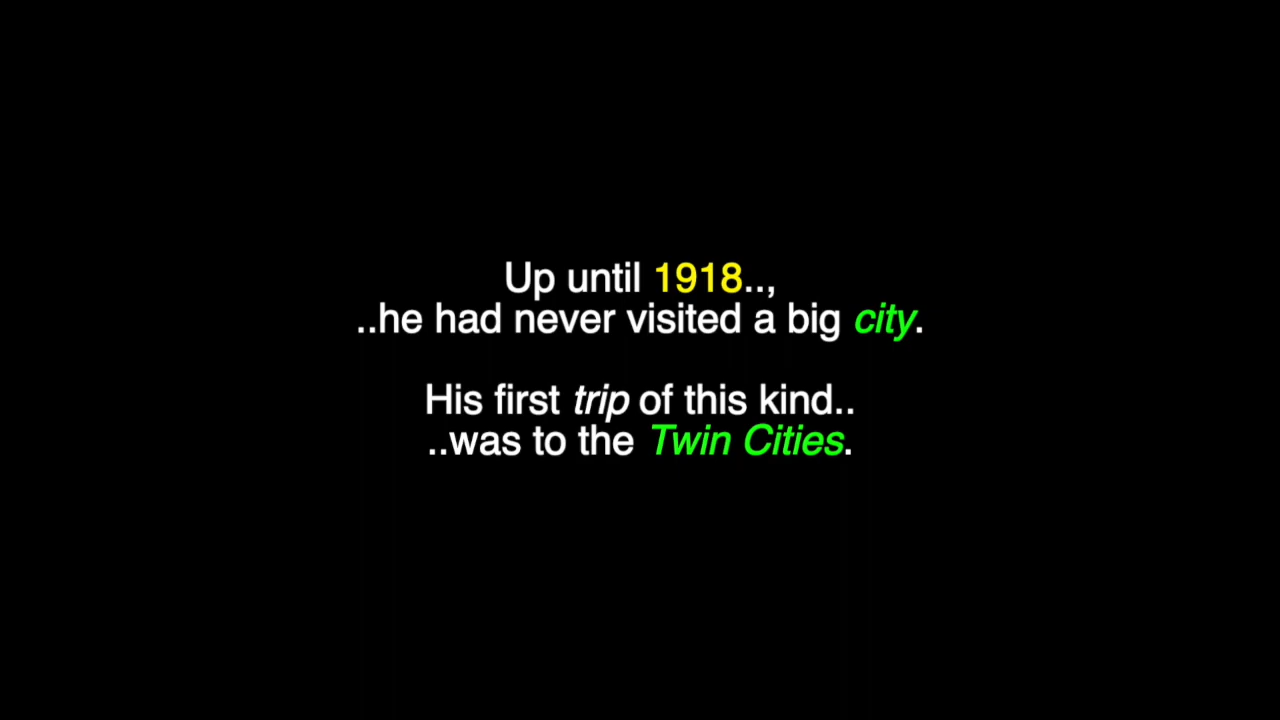 Up until 1918..,
..he had never visited a big city.
His first trip of this kind..
..was to the Twin Cities.